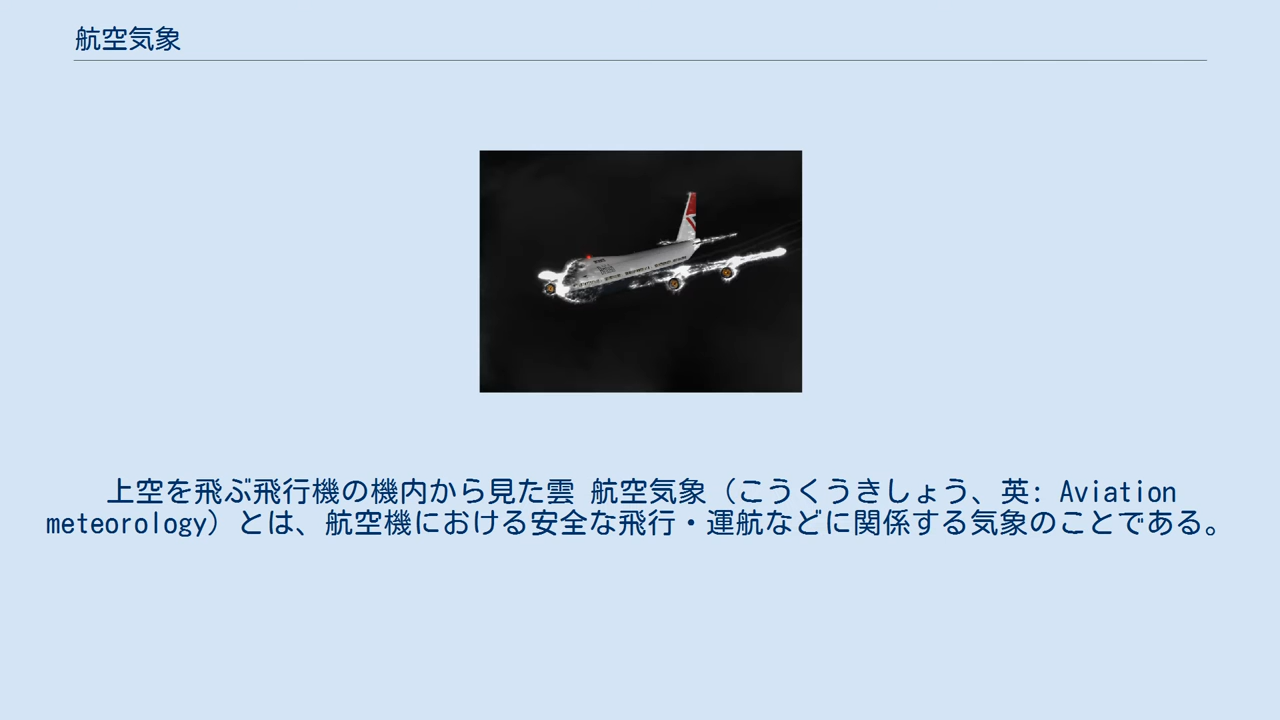 航空気象
上空を飛ぶ飛行機の機内から見た雲 航空気象（こうくうきしょう、英: Aviation
meteorology）とは、航空機における安全な飛行・運航などに関係する気象のことである。